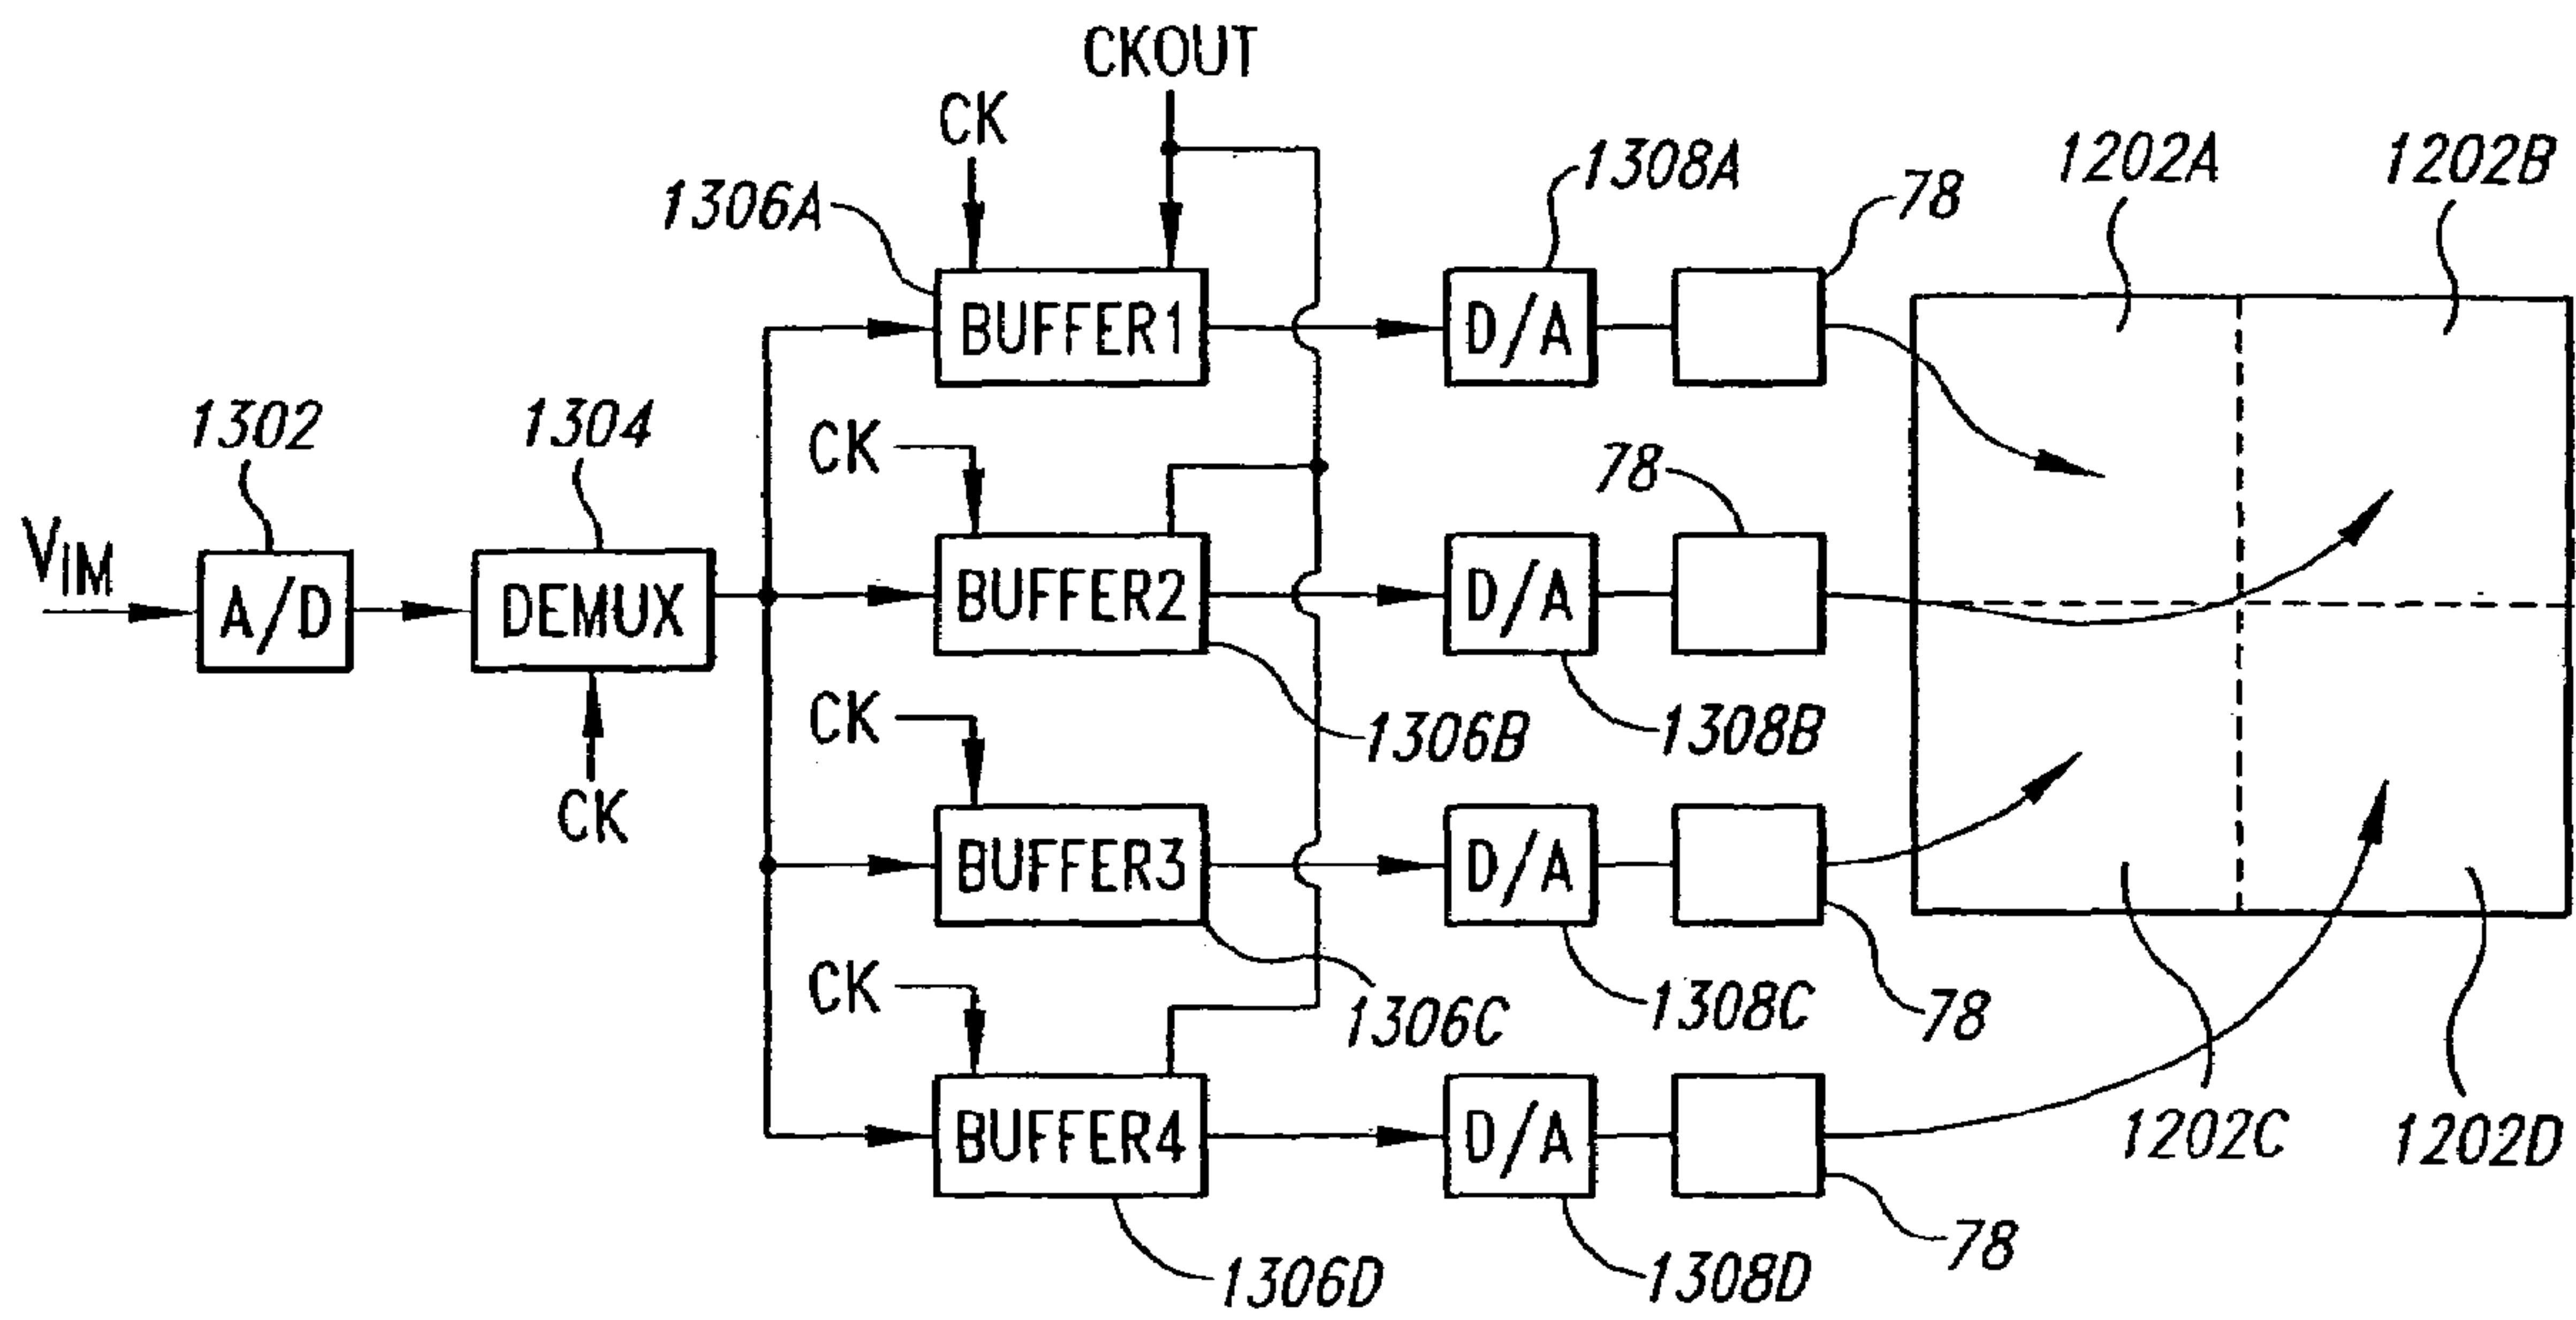 CKOUT
CK
1306A
1308A
78
1202A
1202B
BUFFER1
D/A
1302
1304
CK
78
VIM
A/D
DEMUX
BUFFER2
D/A
CK
1306B
1308B
CK
BUFFER3
D/A
CK
1306C
1308C
78
BUFFER4
D/A
1202C
1202D
1306D
1308D
78